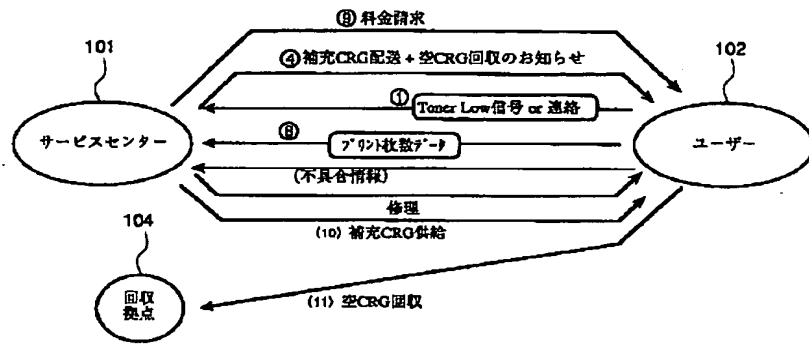 ⑨ 料金請求
101
④ 補充CRG配送 + 空CRG回収のお知らせ
102
① Toner Low信号 or 連絡
サービスセンター
⑧ プリント枚数データ
ユーザー
(不具合情報)
修理
(10) 補充CRG供給
104
回収
拠点
(11) 空CRG回収